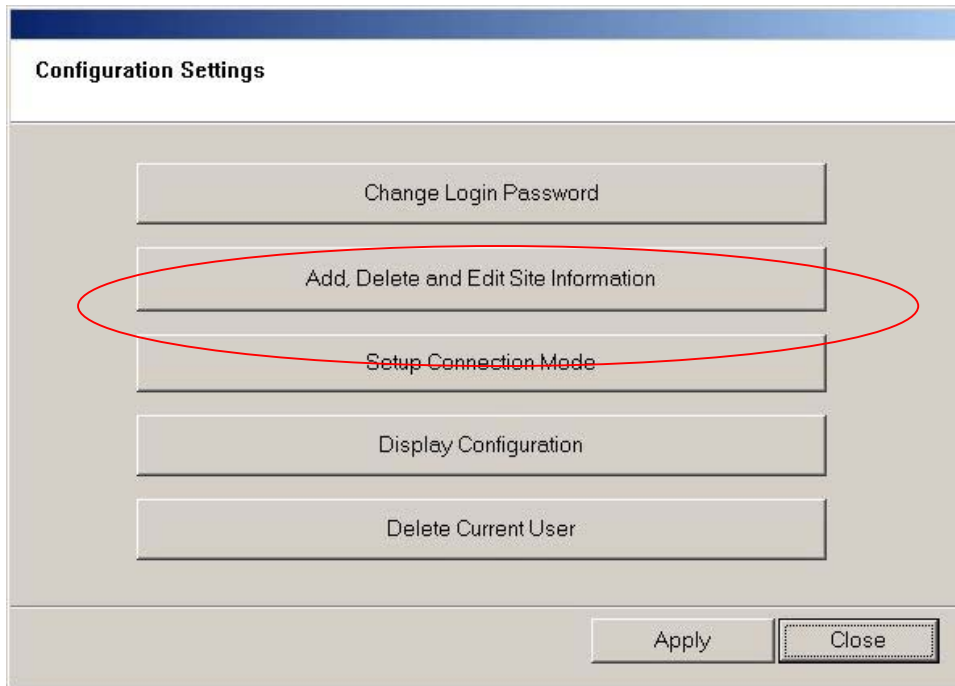 Configuration Settings
Change Login Password
Add, Delete and Edit Site Information
Setup Connection Mode
Display Configuration
Delete Current User
Apply Close